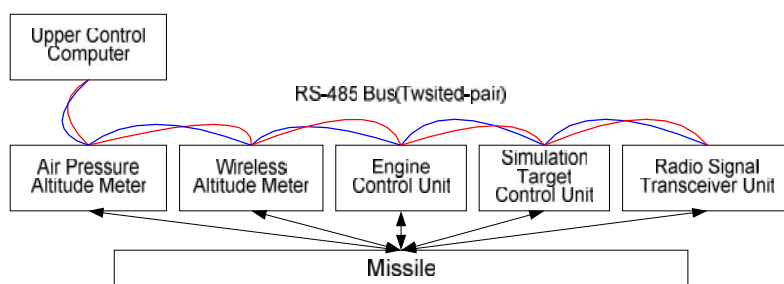 Upper Control
Computer
RS-485 Bus(Twsited-pair)
Air Pressure
Altitude Meter
Wireless
Altitude Meter
Engine
Control Unit
Simulation
Target
Control Unit
Radio Signal
Transceiver Unit
Missile